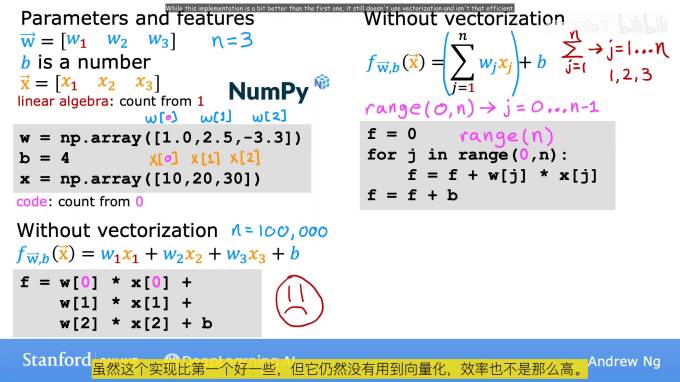 While this implementation is a bit better than the first one, it still doesn't use vectorization and isn't that efficient.
Parameters and features
w⃗ = [w₁ w₂ w₃] n=3
b is a number
x⃗ = [x₁ x₂ x₃]
linear algebra: count from 1
NumPy
w[0] w[1] w[2]
w = np.array([1.0,2.5,-3.3])
b = 4 x[0] x[1] x[2]
x = np.array([10,20,30])
code: count from 0
Without vectorization n=100,000
f_w⃗,b(x⃗) = w₁x₁ + w₂x₂ + w₃x₃ + b
f = w[0] * x[0] +
w[1] * x[1] +
w[2] * x[2] + b
Without vectorization
f_w⃗,b(x⃗) = (∑_{j=1}^{n} wⱼxⱼ) + b
∑_{j=1}^{n} → j=1...n
1,2,3
range(0,n) → j=0...n-1
f = 0 range(n)
for j in range(0,n):
f = f + w[j] * x[j]
f = f + b
bilibili
Stanford
Andrew Ng
虽然这个实现比第一个好一些，但它仍然没有用到向量化，效率也不是那么高。